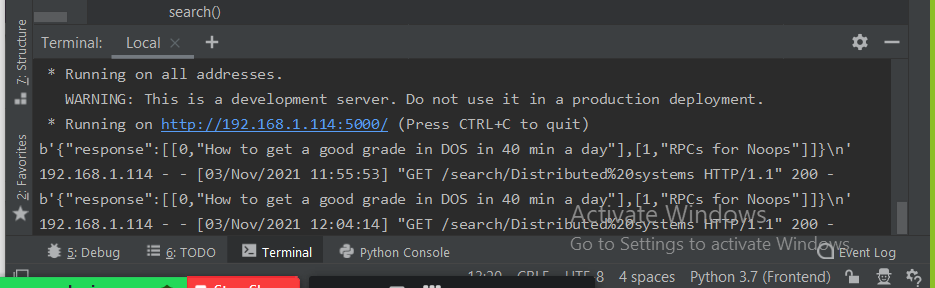 search()
7: Structure
Terminal: Local × +
* Running on all addresses.
WARNING: This is a development server. Do not use it in a production deployment.
* Running on http://192.168.1.114:5000/ (Press CTRL+C to quit)
b'{"response":[[0,"How to get a good grade in DOS in 40 min a day"],[1,"RPCs for Noops"]]}\n'
192.168.1.114 - - [03/Nov/2021 11:55:53] "GET /search/Distributed%20systems HTTP/1.1" 200 -
b'{"response":[[0,"How to get a good grade in DOS in 40 min a day"],[1,"RPCs for Noops"]]}\n'
192.168.1.114 - - [03/Nov/2021 12:04:14] "GET /search/Distributed%20systems HTTP/1.1" 200 -
2: Favorites
Activate Windows
Go to Settings to activate Windows.
5: Debug 6: TODO Terminal Python Console Event Log
CRLF UTF-8 4 spaces Python 3.7 (Frontend)